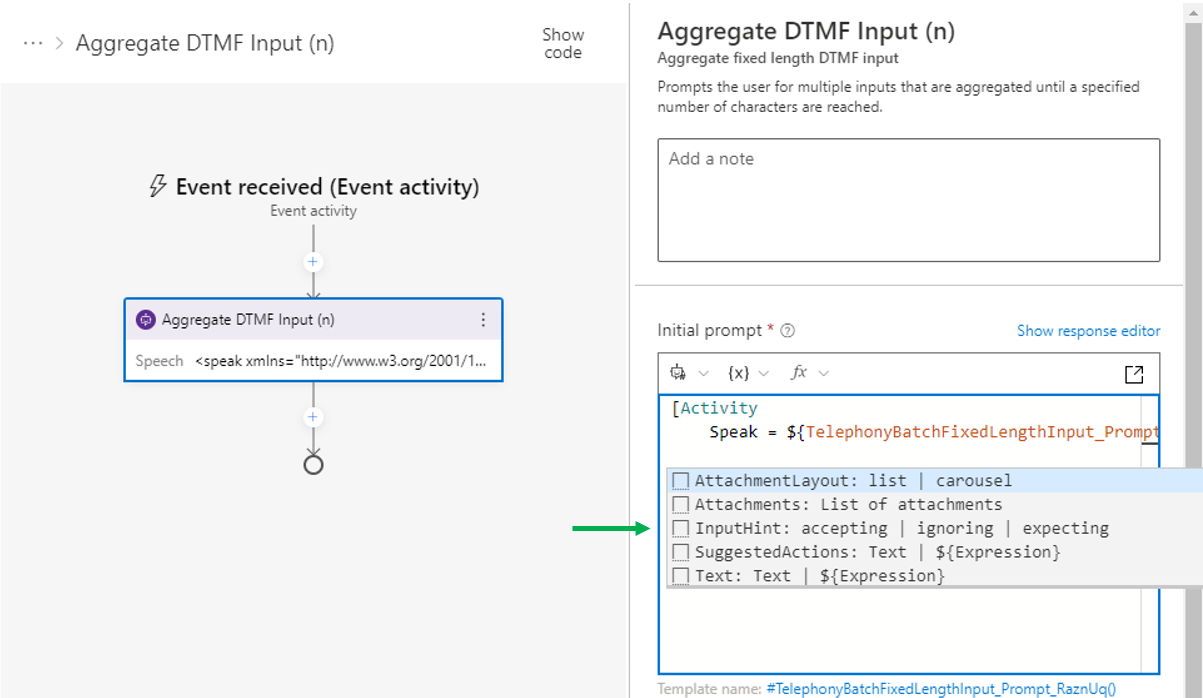 ··· > Aggregate DTMF Input (n)
Show
code
Event received (Event activity)
Event activity
Aggregate DTMF Input (n)
Speech <speak xmlns="http://www.w3.org/2001/1...
Aggregate DTMF Input (n)
Aggregate fixed length DTMF input
Prompts the user for multiple inputs that are aggregated until a specified
number of characters are reached.
Add a note
Initial prompt * Show response editor
{x} fx
[Activity
Speak = ${TelephonyBatchFixedLengthInput_Prompt
AttachmentLayout: list | carousel
Attachments: List of attachments
InputHint: accepting | ignoring | expecting
SuggestedActions: Text | ${Expression}
Text: Text | ${Expression}
Template name: #TelephonyBatchFixedLengthInput_Prompt_RaznUq()